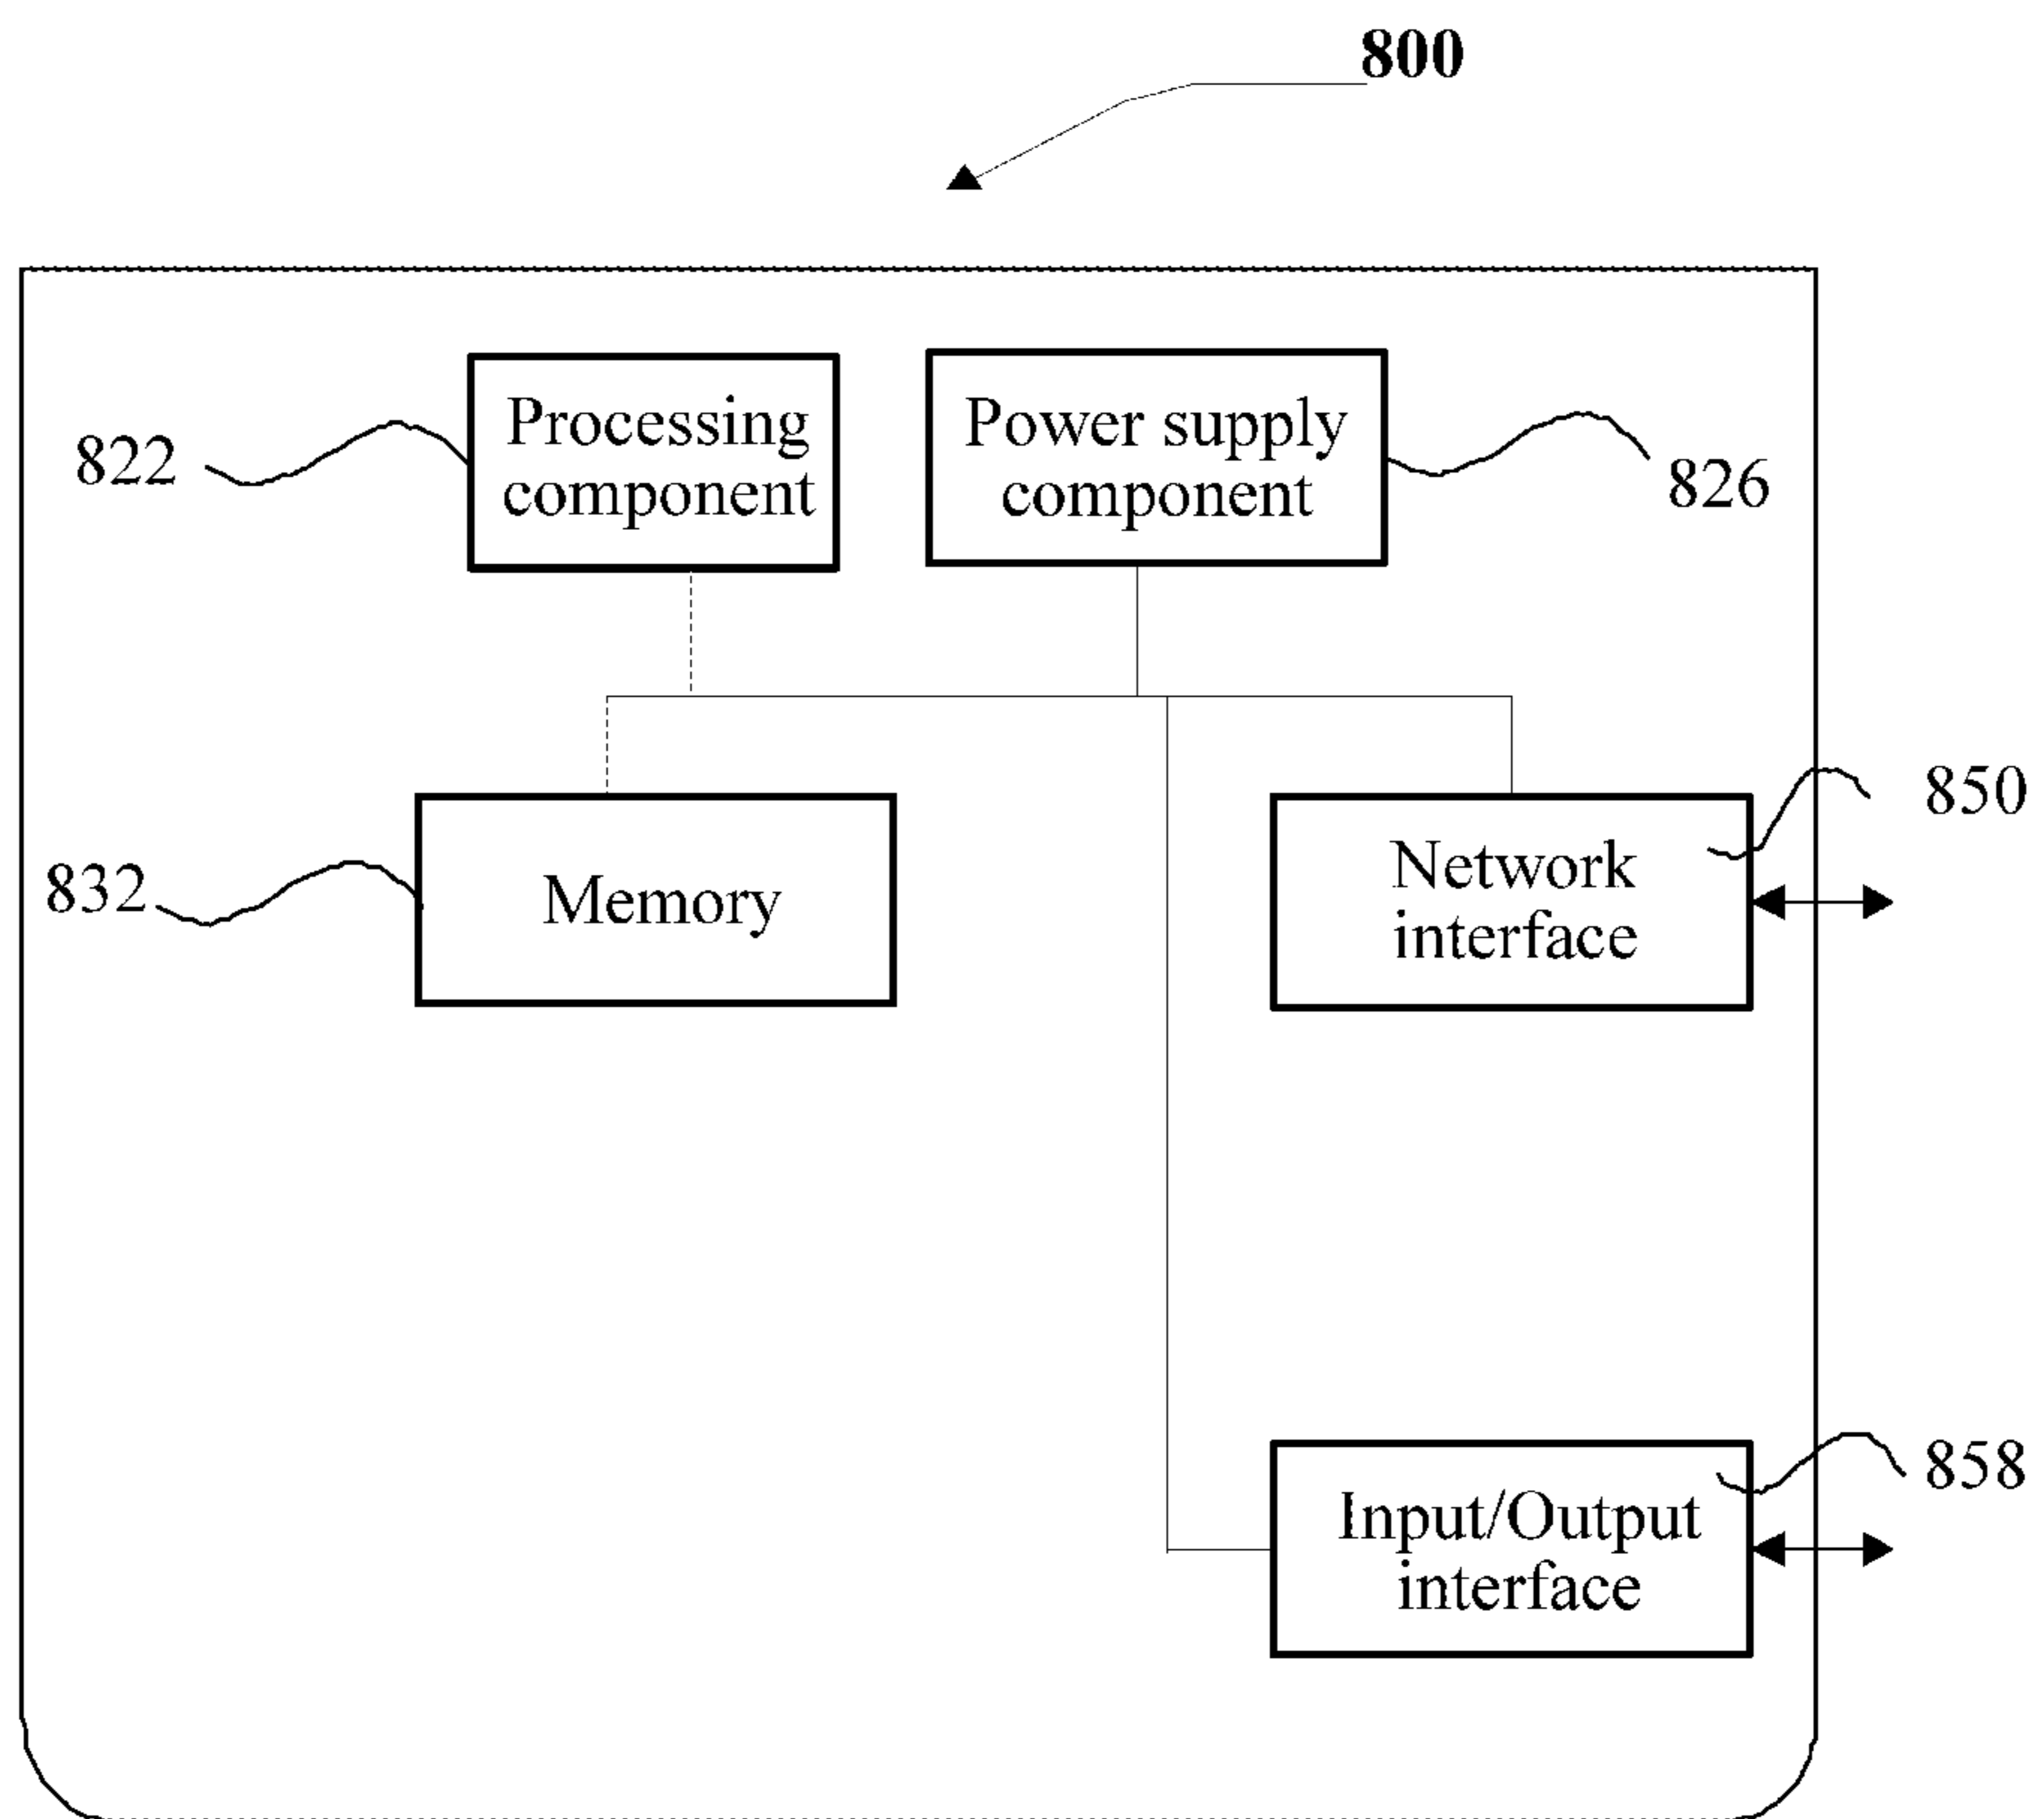 800
Processing
component
Power supply
component
822
826
Memory
832
Network
interface
850
Input/Output
interface
858